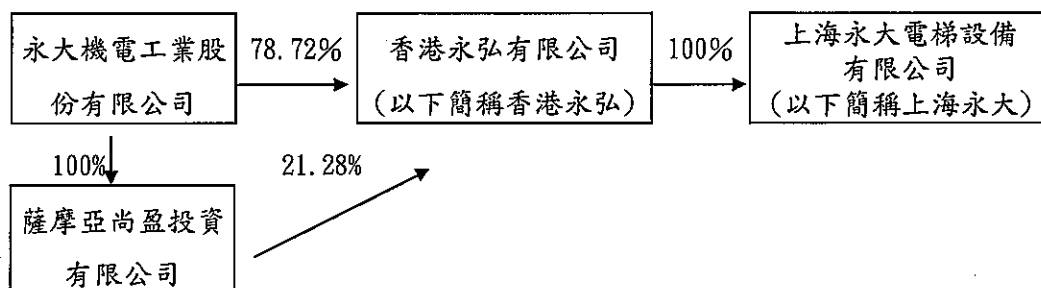 永大機電工業股
份有限公司
78.72%
香港永弘有限公司
(以下簡稱香港永弘)
100%
上海永大電梯設備
有限公司
(以下簡稱上海永大)
100%
21.28%
薩摩亞尚盈投資
有限公司